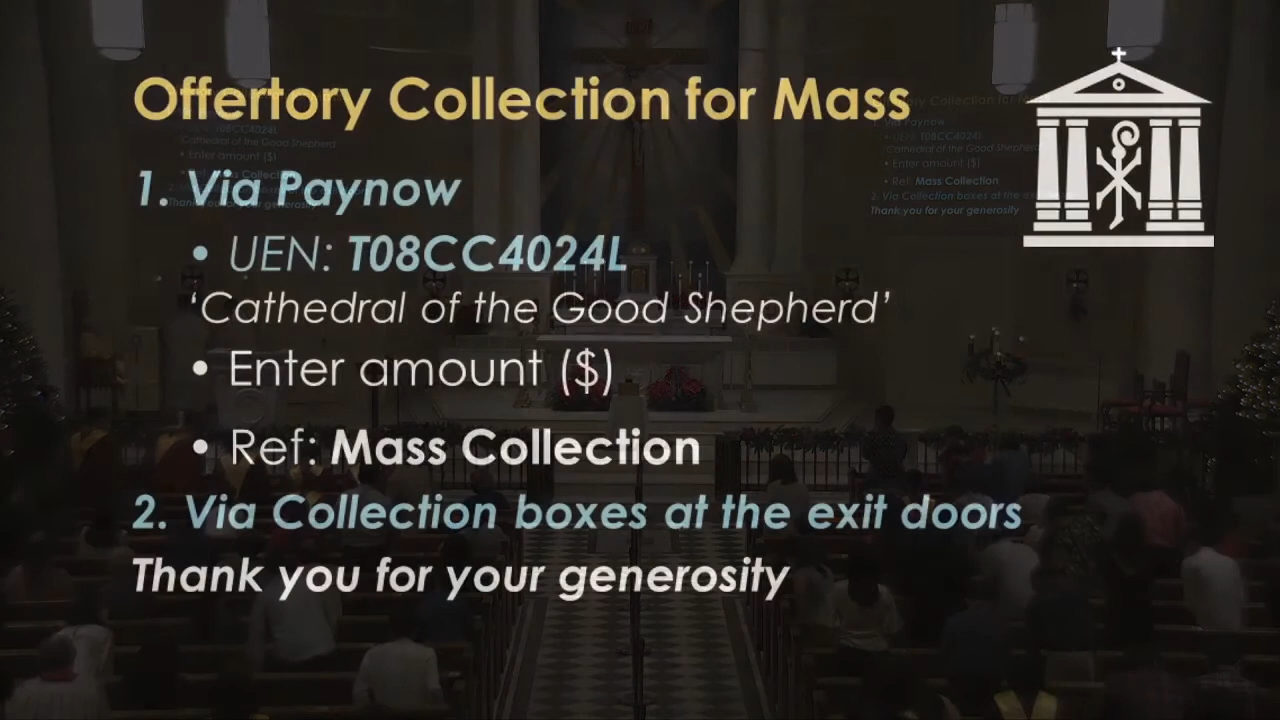 Offertory Collection for Mass
1. Via Paynow
• UEN: T08CC4024L
‘Cathedral of the Good Shepherd’
• Enter amount ($)
• Ref: Mass Collection
2. Via Collection boxes at the exit doors
Thank you for your generosity